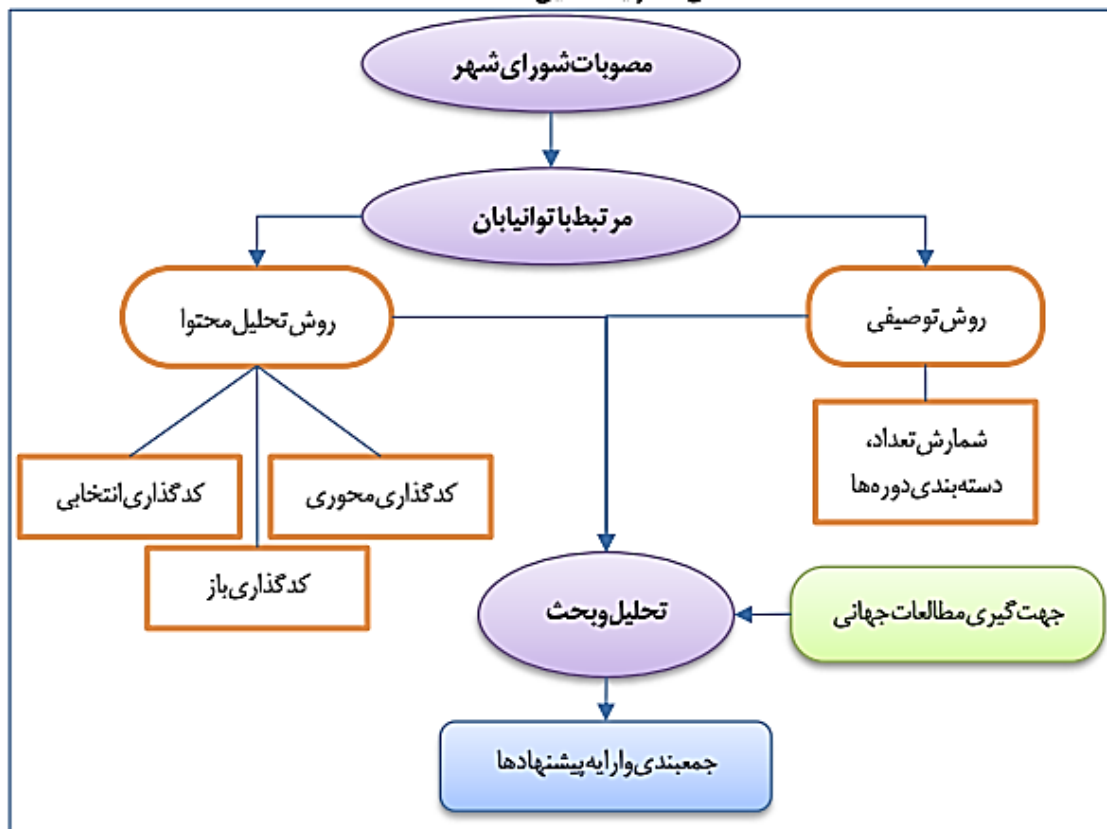 مصوبات شورای شهر
مرتبط با توانیابان
روش توصیفی
روش تحلیل محتوا
شمارش تعداد،
دسته‌بندی دوره‌ها
کدگذاری محوری
کدگذاری انتخابی
کدگذاری باز
تحلیل و بحث
جهت‌گیری مطالعات جهانی
جمعبندی و ارایه پیشنهادها